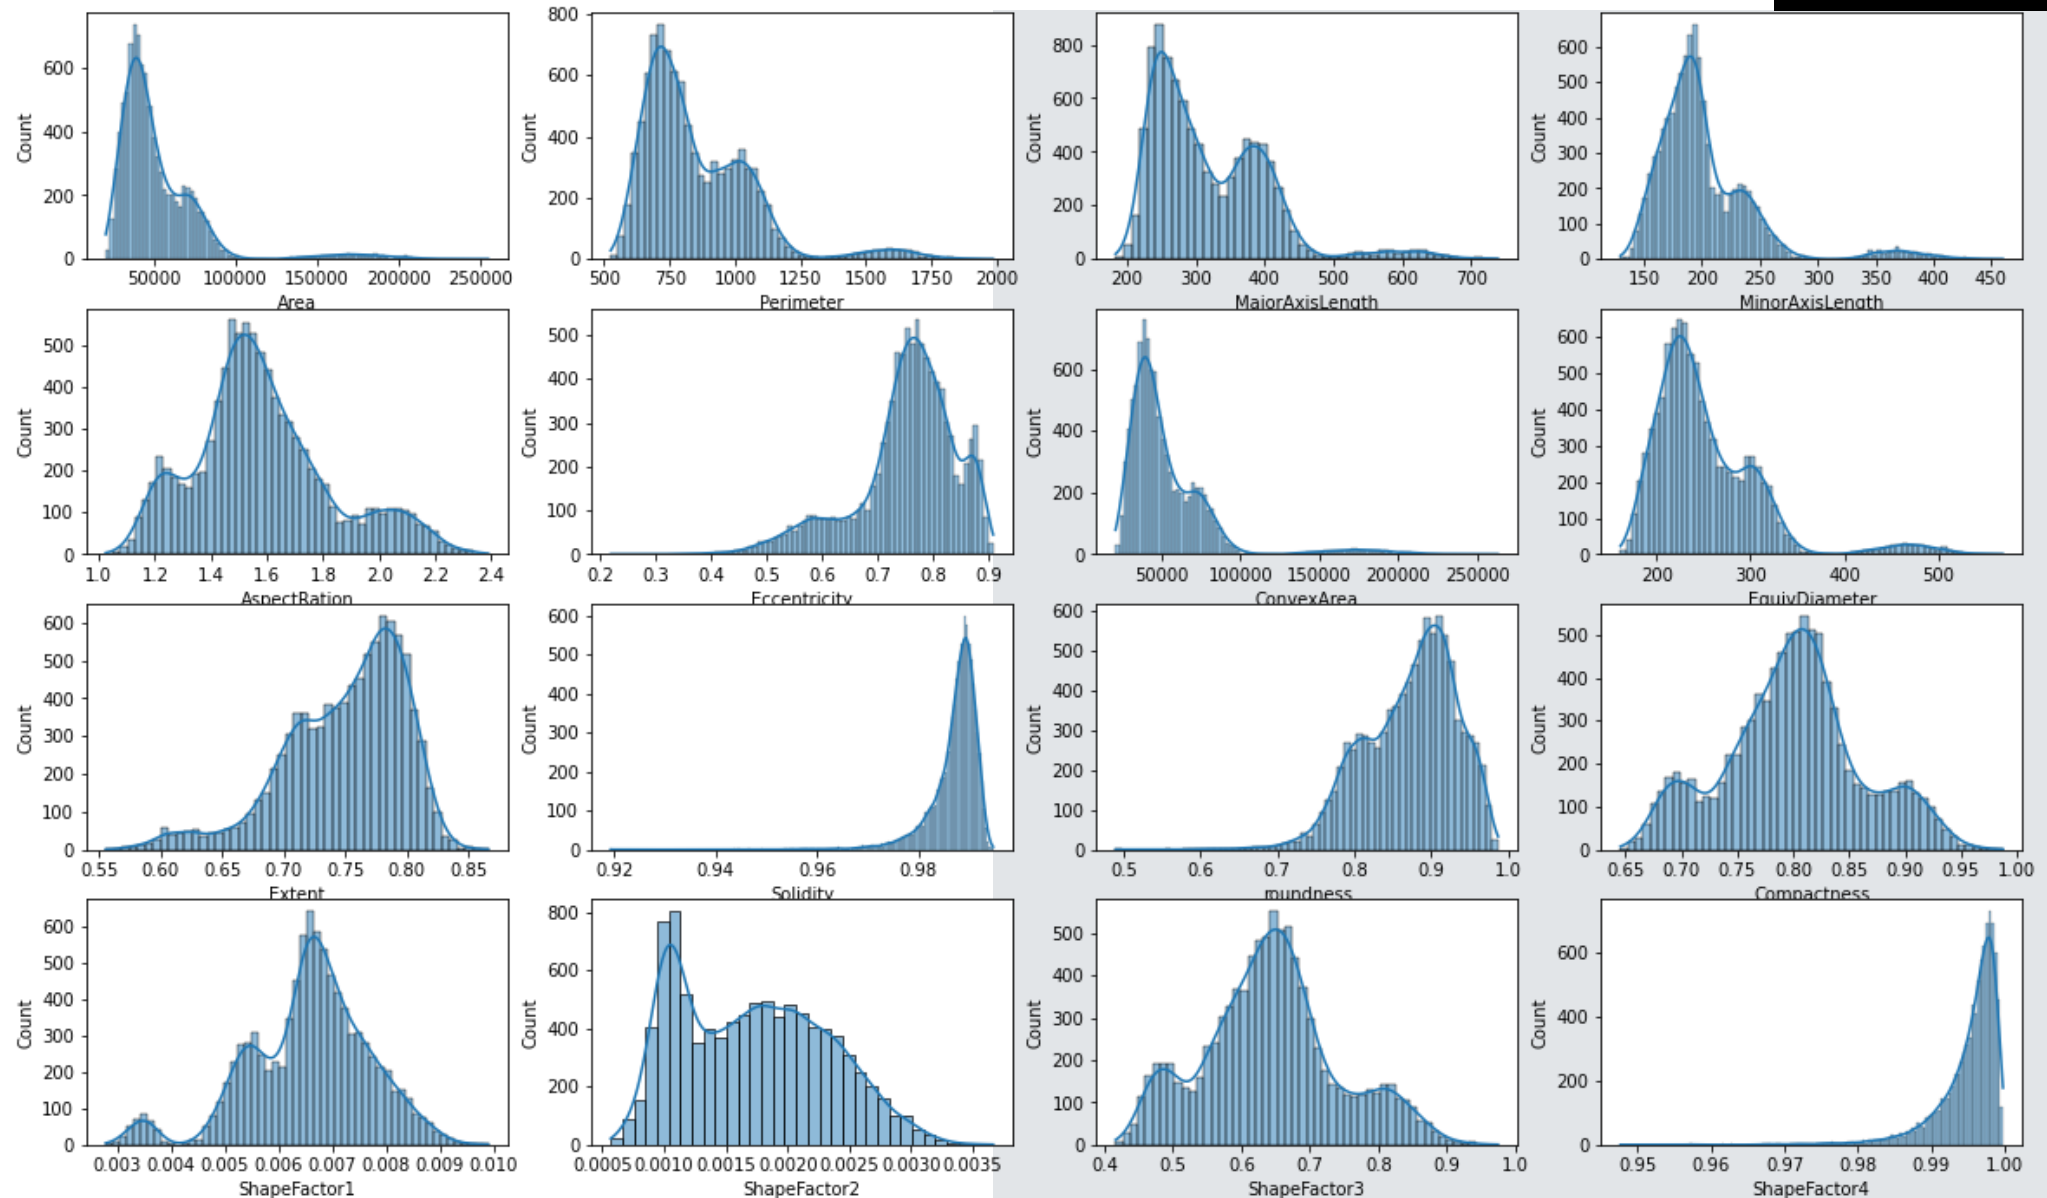 800
600
400
200
0
Count
50000 100000 150000 200000 250000
Area
800
700
600
500
400
300
200
100
0
Count
500 750 1000 1250 1500 1750 2000
Perimeter
800
600
400
200
0
Count
200 300 400 500 600 700
MajorAxisLength
600
500
400
300
200
100
0
Count
150 200 250 300 350 400 450
MinorAxisLength
500
400
300
200
100
0
Count
1.0 1.2 1.4 1.6 1.8 2.0 2.2 2.4
AspectRation
500
400
300
200
100
0
Count
0.2 0.3 0.4 0.5 0.6 0.7 0.8 0.9
Eccentricity
600
400
200
0
Count
50000 100000 150000 200000 250000
ConvexArea
600
500
400
300
200
100
0
Count
200 300 400 500
EquivDiameter
600
500
400
300
200
100
0
Count
0.55 0.60 0.65 0.70 0.75 0.80 0.85
Extent
600
500
400
300
200
100
0
Count
0.92 0.94 0.96 0.98
Solidity
600
500
400
300
200
100
0
Count
0.5 0.6 0.7 0.8 0.9 1.0
roundness
500
400
300
200
100
0
Count
0.65 0.70 0.75 0.80 0.85 0.90 0.95 1.00
Compactness
600
500
400
300
200
100
0
Count
0.003 0.004 0.005 0.006 0.007 0.008 0.009 0.010
ShapeFactor1
800
600
400
200
0
Count
0.0005 0.0010 0.0015 0.0020 0.0025 0.0030 0.0035
ShapeFactor2
500
400
300
200
100
0
Count
0.4 0.5 0.6 0.7 0.8 0.9 1.0
ShapeFactor3
600
400
200
0
Count
0.95 0.96 0.97 0.98 0.99 1.00
ShapeFactor4